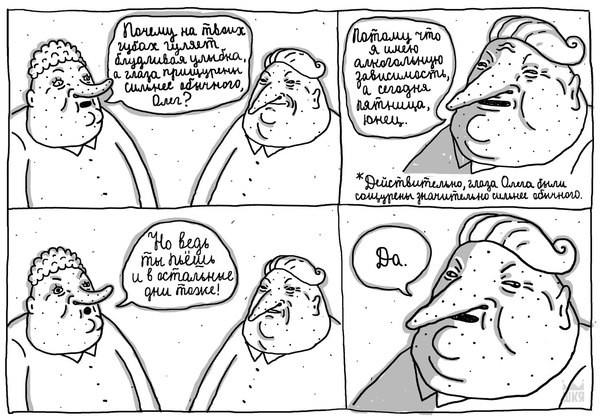 Почему на твоих
губах гуляет
блудливая улыбка,
а глаза прищурены
сильнее обычного,
Олег?
Потому что
я имею
алкогольную
зависимость,
а сегодня
пятница,
Юнец.
*Действительно, глаза Олега были
сощурены значительно сильнее обычного.
Но ведь
ты пьёшь
и в остальные
дни тоже!
Да.
ШКЯ